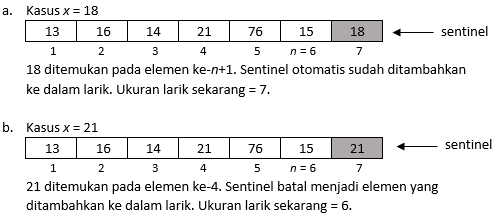 a. Kasus x = 18
13 16 14 21 76 15 18 sentinel
1 2 3 4 5 n = 6 7
18 ditemukan pada elemen ke-n+1. Sentinel otomatis sudah ditambahkan
ke dalam larik. Ukuran larik sekarang = 7.
b. Kasus x = 21
13 16 14 21 76 15 21 sentinel
1 2 3 4 5 n = 6 7
21 ditemukan pada elemen ke-4. Sentinel batal menjadi elemen yang
ditambahkan ke dalam larik. Ukuran larik sekarang = 6.